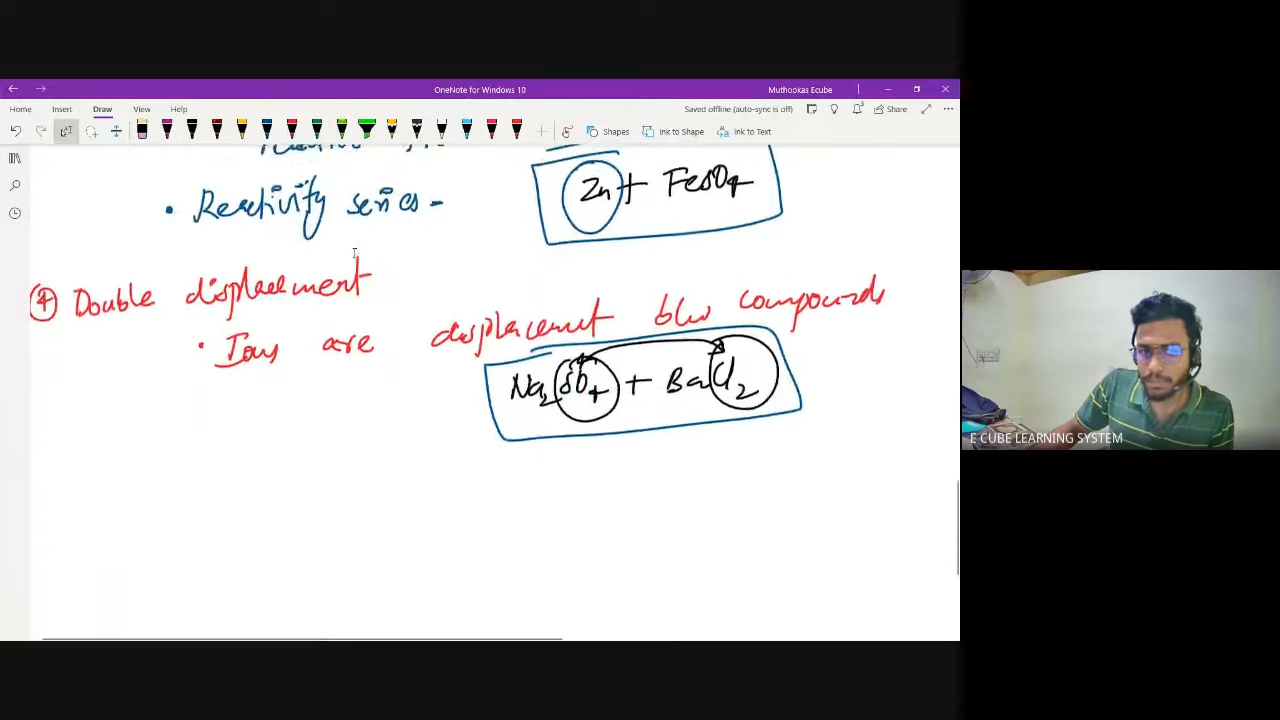 OneNote for Windows 10
Muthookas Ecube
Home Insert Draw View Help
Saved offline (auto-sync is off)
3
Share
Shapes
Ink to Shape
Ink to Text
• Reactivity series -
Zn + FeSO4
④ Double displacement
• Ions are displacement b/w compounds
Na2SO4 + BaCl2
E CUBE LEARNING SYSTEM